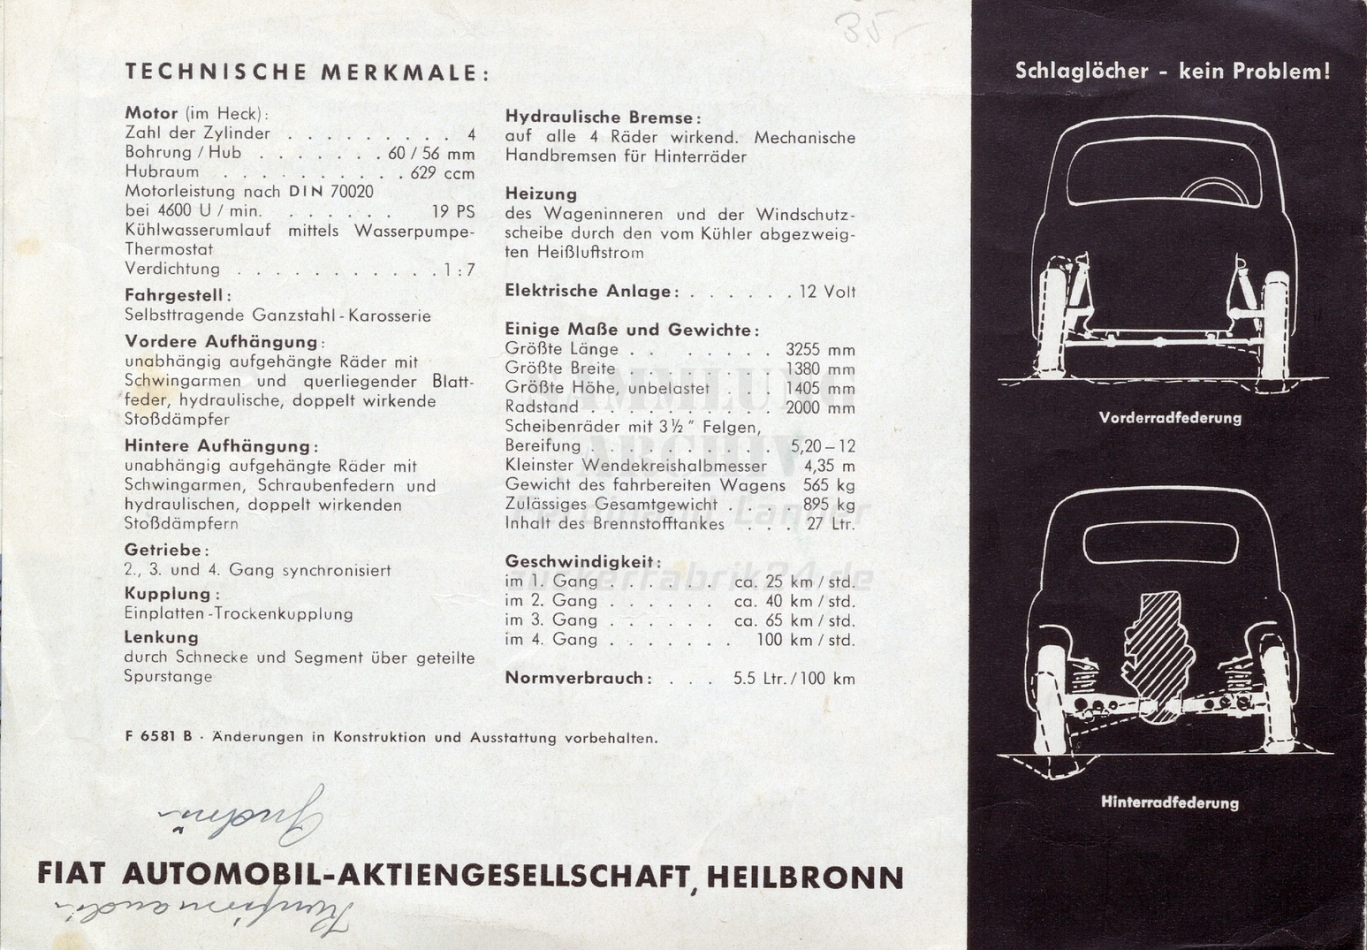 35,-
TECHNISCHE MERKMALE:
Motor (im Heck):
Zahl der Zylinder . . . . . . . . . 4
Bohrung / Hub . . . . . . . 60 / 56 mm
Hubraum . . . . . . . . . . 629 ccm
Motorleistung nach DIN 70020
bei 4600 U / min. . . . . . . 19 PS
Kühlwasserumlauf mittels Wasserpumpe-
Thermostat
Verdichtung . . . . . . . . . . . 1 : 7
Fahrgestell:
Selbsttragende Ganzstahl-Karosserie
Vordere Aufhängung:
unabhängig aufgehängte Räder mit
Schwingarmen und querliegender Blatt-
feder, hydraulische, doppelt wirkende
Stoßdämpfer
Hintere Aufhängung:
unabhängig aufgehängte Räder mit
Schwingarmen, Schraubenfedern und
hydraulischen, doppelt wirkenden
Stoßdämpfern
Getriebe:
2., 3. und 4. Gang synchronisiert
Kupplung:
Einplatten-Trockenkupplung
Lenkung
durch Schnecke und Segment über geteilte
Spurstange
Hydraulische Bremse:
auf alle 4 Räder wirkend. Mechanische
Handbremsen für Hinterräder
Heizung
des Wageninneren und der Windschutz-
scheibe durch den vom Kühler abgezweig-
ten Heißluftstrom
Elektrische Anlage: . . . . . . 12 Volt
Einige Maße und Gewichte:
Größte Länge . . . . . . . . 3255 mm
Größte Breite . . . . . . . . 1380 mm
Größte Höhe, unbelastet . . . 1405 mm
Radstand . . . . . . . . . . 2000 mm
Scheibenräder mit 3½" Felgen,
Bereifung . . . . . . . . . . 5,20–12
Kleinster Wendekreishalbmesser 4,35 m
Gewicht des fahrbereiten Wagens 565 kg
Zulässiges Gesamtgewicht . . . . 895 kg
Inhalt des Brennstofftankes . . . 27 Ltr.
Geschwindigkeit:
im 1. Gang . . . . . . ca. 25 km / std.
im 2. Gang . . . . . . ca. 40 km / std.
im 3. Gang . . . . . . ca. 65 km / std.
im 4. Gang . . . . . . . 100 km / std.
Normverbrauch: . . . 5.5 Ltr. / 100 km
F 6581 B · Änderungen in Konstruktion und Ausstattung vorbehalten.
FIAT AUTOMOBIL-AKTIENGESELLSCHAFT, HEILBRONN
SAMMLUNG
ARCHIV
zuckerfabrik24.de
Schlaglöcher - kein Problem!
Vorderradfederung
Hinterradfederung